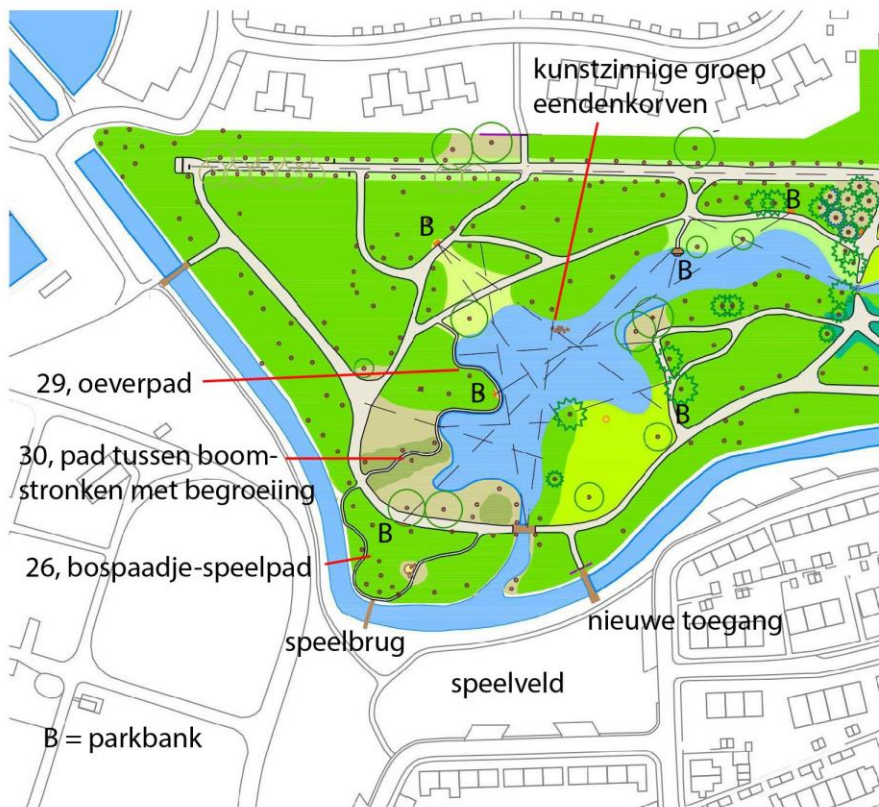 kunstzinnige groep
eendenkorven
B
B
B
29, oeverpad
B
B
30, pad tussen boom-
stronken met begroeiing
B
26, bospaadje-speelpad
speelbrug
nieuwe toegang
speelveld
B = parkbank